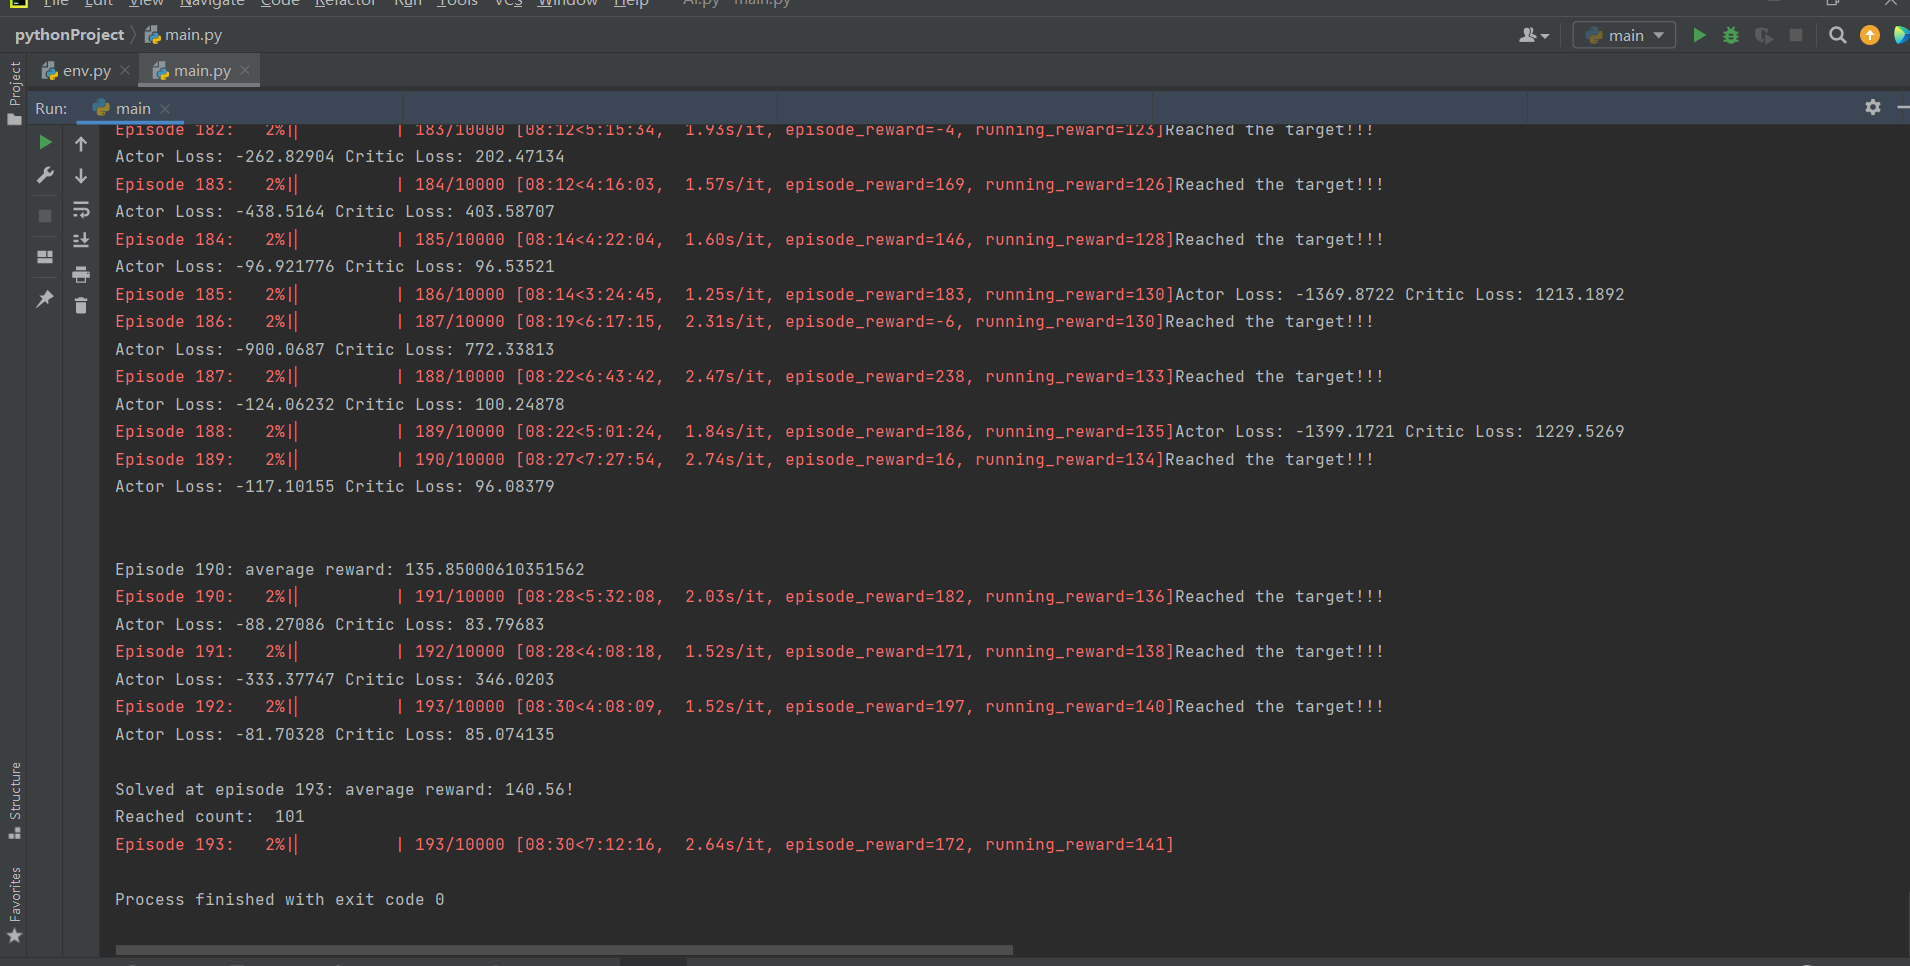 File Edit View Navigate Code Refactor Run Tools VCS Window Help AI.py - main.py
pythonProject main.py main
env.py main.py
Project
Run: main
Episode 182: 2%| | 183/10000 [08:12<5:15:34, 1.93s/it, episode_reward=-4, running_reward=123]Reached the target!!!
Actor Loss: -262.82904 Critic Loss: 202.47134
Episode 183: 2%| | 184/10000 [08:12<4:16:03, 1.57s/it, episode_reward=169, running_reward=126]Reached the target!!!
Actor Loss: -438.5164 Critic Loss: 403.58707
Episode 184: 2%| | 185/10000 [08:14<4:22:04, 1.60s/it, episode_reward=146, running_reward=128]Reached the target!!!
Actor Loss: -96.921776 Critic Loss: 96.53521
Episode 185: 2%| | 186/10000 [08:14<3:24:45, 1.25s/it, episode_reward=183, running_reward=130]Actor Loss: -1369.8722 Critic Loss: 1213.1892
Episode 186: 2%| | 187/10000 [08:19<6:17:15, 2.31s/it, episode_reward=-6, running_reward=130]Reached the target!!!
Actor Loss: -900.0687 Critic Loss: 772.33813
Episode 187: 2%| | 188/10000 [08:22<6:43:42, 2.47s/it, episode_reward=238, running_reward=133]Reached the target!!!
Actor Loss: -124.06232 Critic Loss: 100.24878
Episode 188: 2%| | 189/10000 [08:22<5:01:24, 1.84s/it, episode_reward=186, running_reward=135]Actor Loss: -1399.1721 Critic Loss: 1229.5269
Episode 189: 2%| | 190/10000 [08:27<7:27:54, 2.74s/it, episode_reward=16, running_reward=134]Reached the target!!!
Actor Loss: -117.10155 Critic Loss: 96.08379
Episode 190: average reward: 135.85000610351562
Episode 190: 2%| | 191/10000 [08:28<5:32:08, 2.03s/it, episode_reward=182, running_reward=136]Reached the target!!!
Actor Loss: -88.27086 Critic Loss: 83.79683
Episode 191: 2%| | 192/10000 [08:28<4:08:18, 1.52s/it, episode_reward=171, running_reward=138]Reached the target!!!
Actor Loss: -333.37747 Critic Loss: 346.0203
Episode 192: 2%| | 193/10000 [08:30<4:08:09, 1.52s/it, episode_reward=197, running_reward=140]Reached the target!!!
Actor Loss: -81.70328 Critic Loss: 85.074135
Solved at episode 193: average reward: 140.56!
Reached count: 101
Episode 193: 2%| | 193/10000 [08:30<7:12:16, 2.64s/it, episode_reward=172, running_reward=141]
Process finished with exit code 0
Structure
Favorites